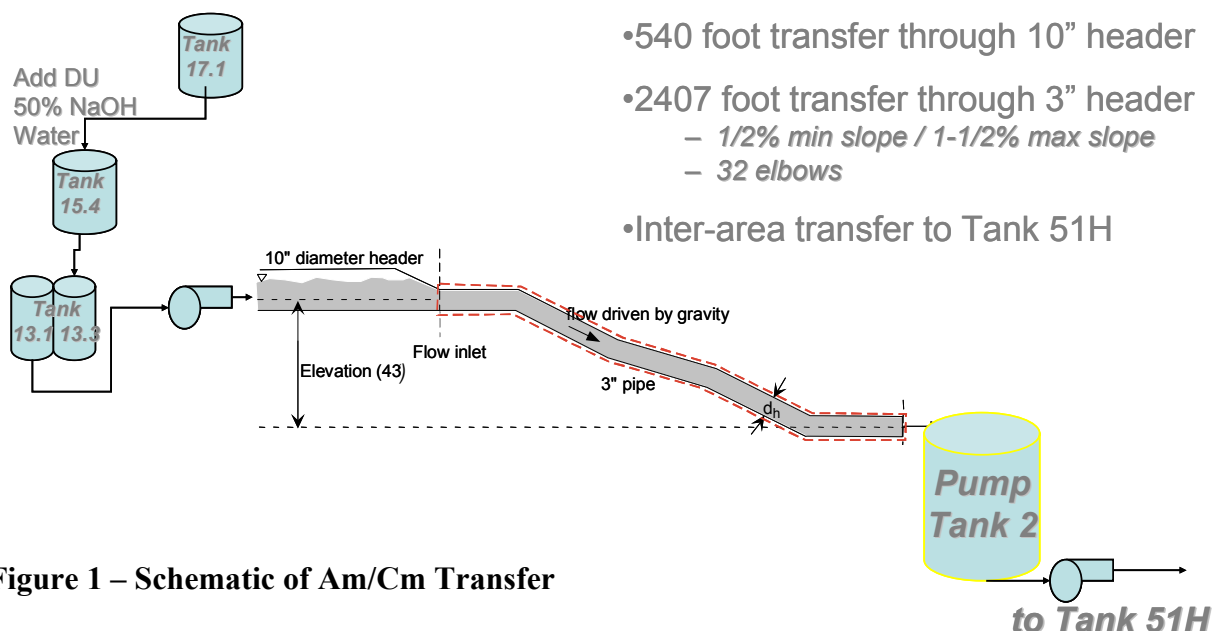 Tank
17.1
Add DU
50% NaOH
Water
Tank
15.4
Tank
13.1 13.3
•540 foot transfer through 10” header
•2407 foot transfer through 3” header
– 1/2% min slope / 1-1/2% max slope
– 32 elbows
•Inter-area transfer to Tank 51H
10" diameter header
flow driven by gravity
Flow inlet
Elevation (43)
3" pipe
dh
Pump
Tank 2
Figure 1 – Schematic of Am/Cm Transfer
to Tank 51H